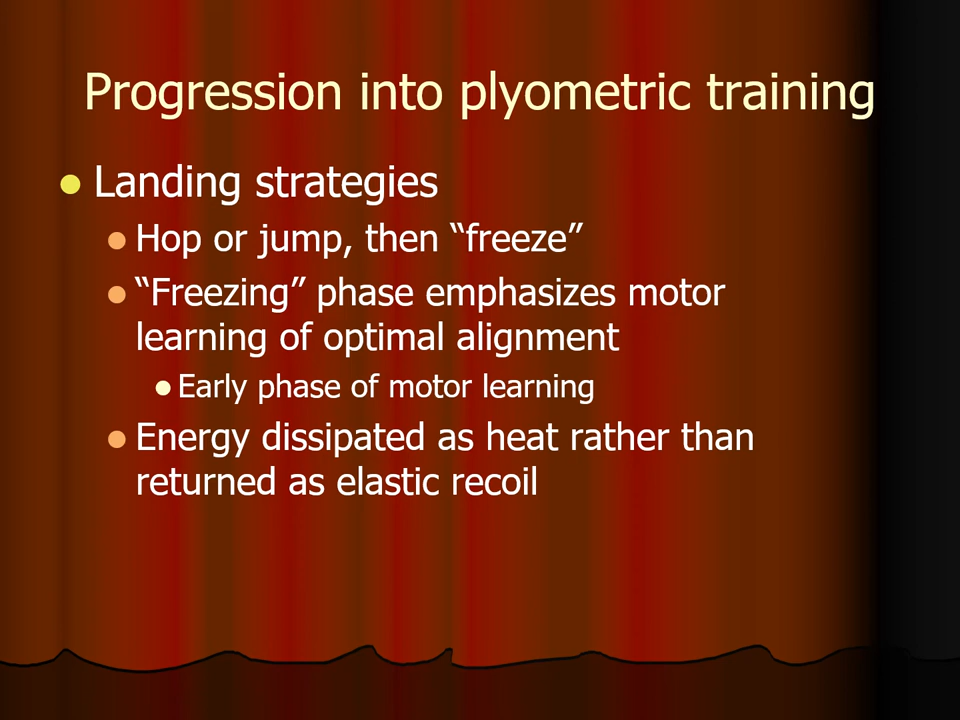 Progression into plyometric training
Landing strategies
Hop or jump, then “freeze”
“Freezing” phase emphasizes motor
learning of optimal alignment
Early phase of motor learning
Energy dissipated as heat rather than
returned as elastic recoil